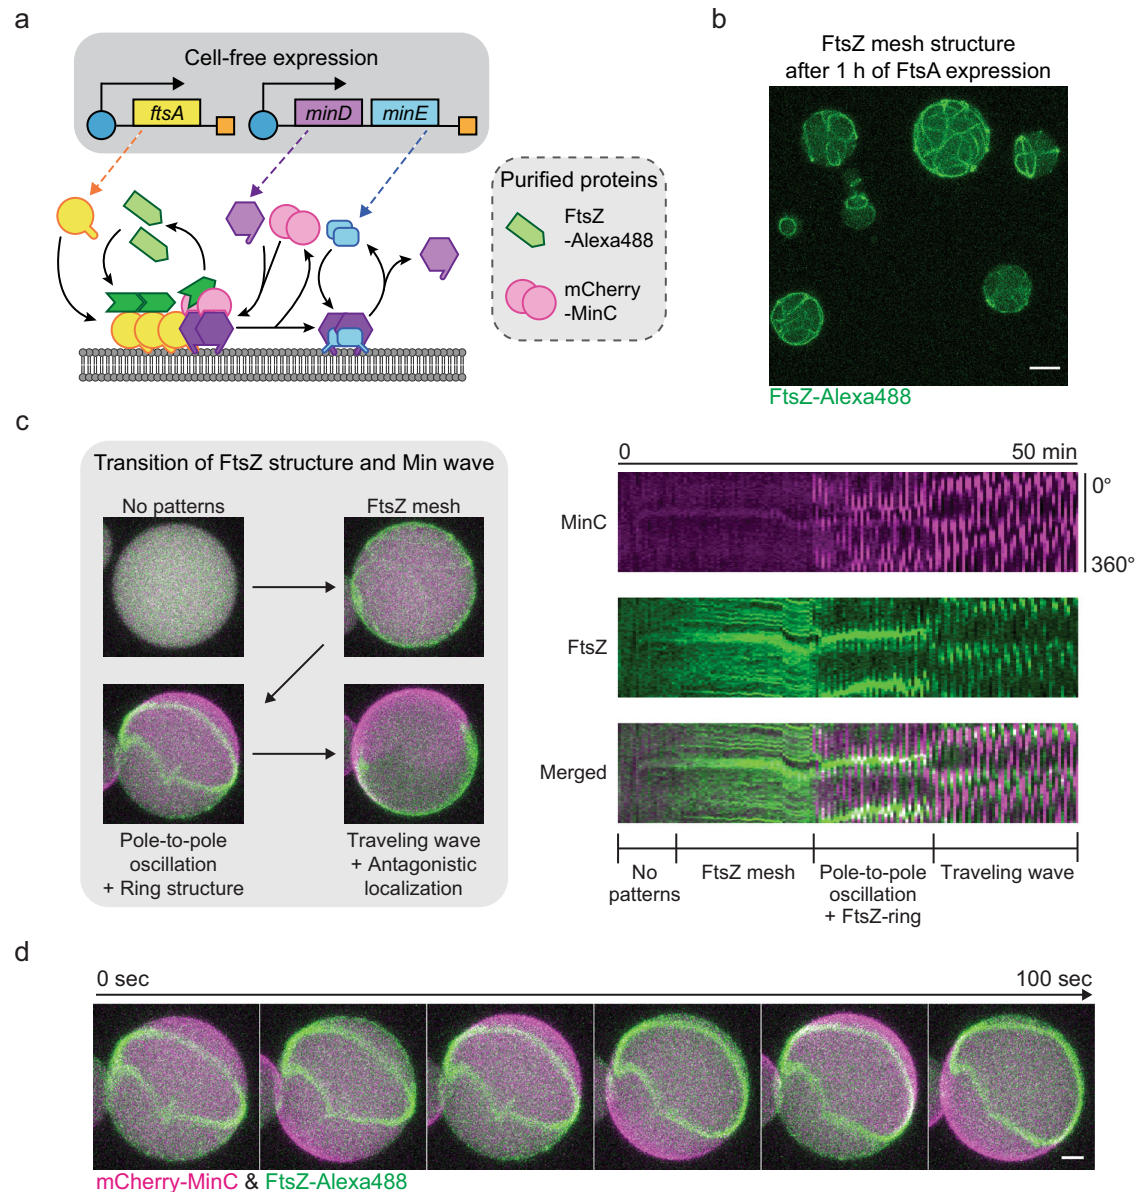 a
Cell-free expression
ftsA
minD
minE
Purified proteins
FtsZ
-Alexa488
mCherry
-MinC
b
FtsZ mesh structure
after 1 h of FtsA expression
FtsZ-Alexa488
c
Transition of FtsZ structure and Min wave
No patterns
FtsZ mesh
Pole-to-pole
oscillation
+ Ring structure
Traveling wave
+ Antagonistic
localization
0
50 min
MinC
0°
360°
FtsZ
Merged
No
patterns
FtsZ mesh
Pole-to-pole
oscillation
+ FtsZ-ring
Traveling wave
d
0 sec
100 sec
mCherry-MinC & FtsZ-Alexa488